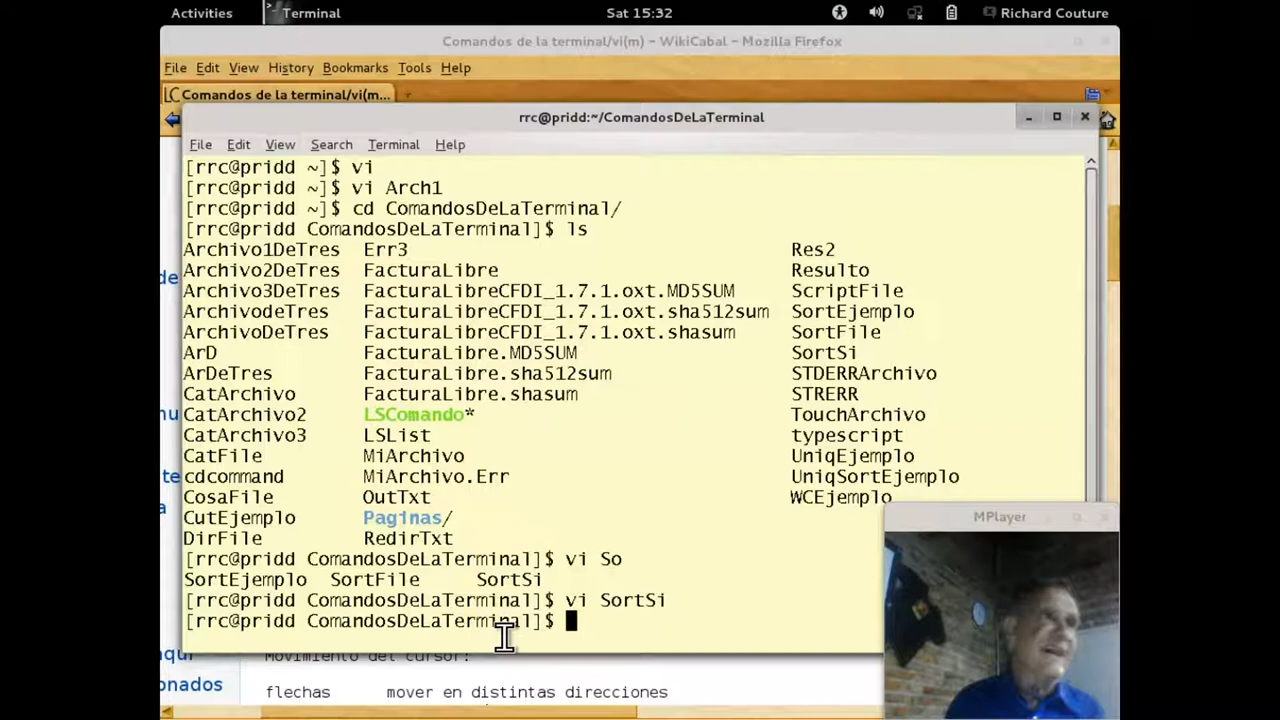 Activities Terminal Sat 15:32 Richard Couture
Comandos de la terminal/vi(m) – WikiCabal – Mozilla Firefox
File Edit View History Bookmarks Tools Help
Comandos de la terminal/vi(m...
rrc@pridd:~/ComandosDeLaTerminal
File Edit View Search Terminal Help
[rrc@pridd ~]$ vi
[rrc@pridd ~]$ vi Arch1
[rrc@pridd ~]$ cd ComandosDeLaTerminal/
[rrc@pridd ComandosDeLaTerminal]$ ls
Archivo1DeTres Err3 Res2
Archivo2DeTres FacturaLibre Resulto
Archivo3DeTres FacturaLibreCFDI_1.7.1.oxt.MD5SUM ScriptFile
ArchivodeTres FacturaLibreCFDI_1.7.1.oxt.sha512sum SortEjemplo
ArchivoDeTres FacturaLibreCFDI_1.7.1.oxt.shasum SortFile
ArD FacturaLibre.MD5SUM SortSi
ArDeTres FacturaLibre.sha512sum STDERRArchivo
CatArchivo FacturaLibre.shasum STRERR
CatArchivo2 LSComando* TouchArchivo
CatArchivo3 LSList typescript
CatFile MiArchivo UniqEjemplo
cdcommand MiArchivo.Err UniqSortEjemplo
CosaFile OutTxt WCEjemplo
CutEjemplo Paginas/
DirFile RedirTxt
[rrc@pridd ComandosDeLaTerminal]$ vi So
SortEjemplo SortFile SortSi
[rrc@pridd ComandosDeLaTerminal]$ vi SortSi
[rrc@pridd ComandosDeLaTerminal]$
MPlayer
Movimiento del cursor:
flechas mover en distintas direcciones